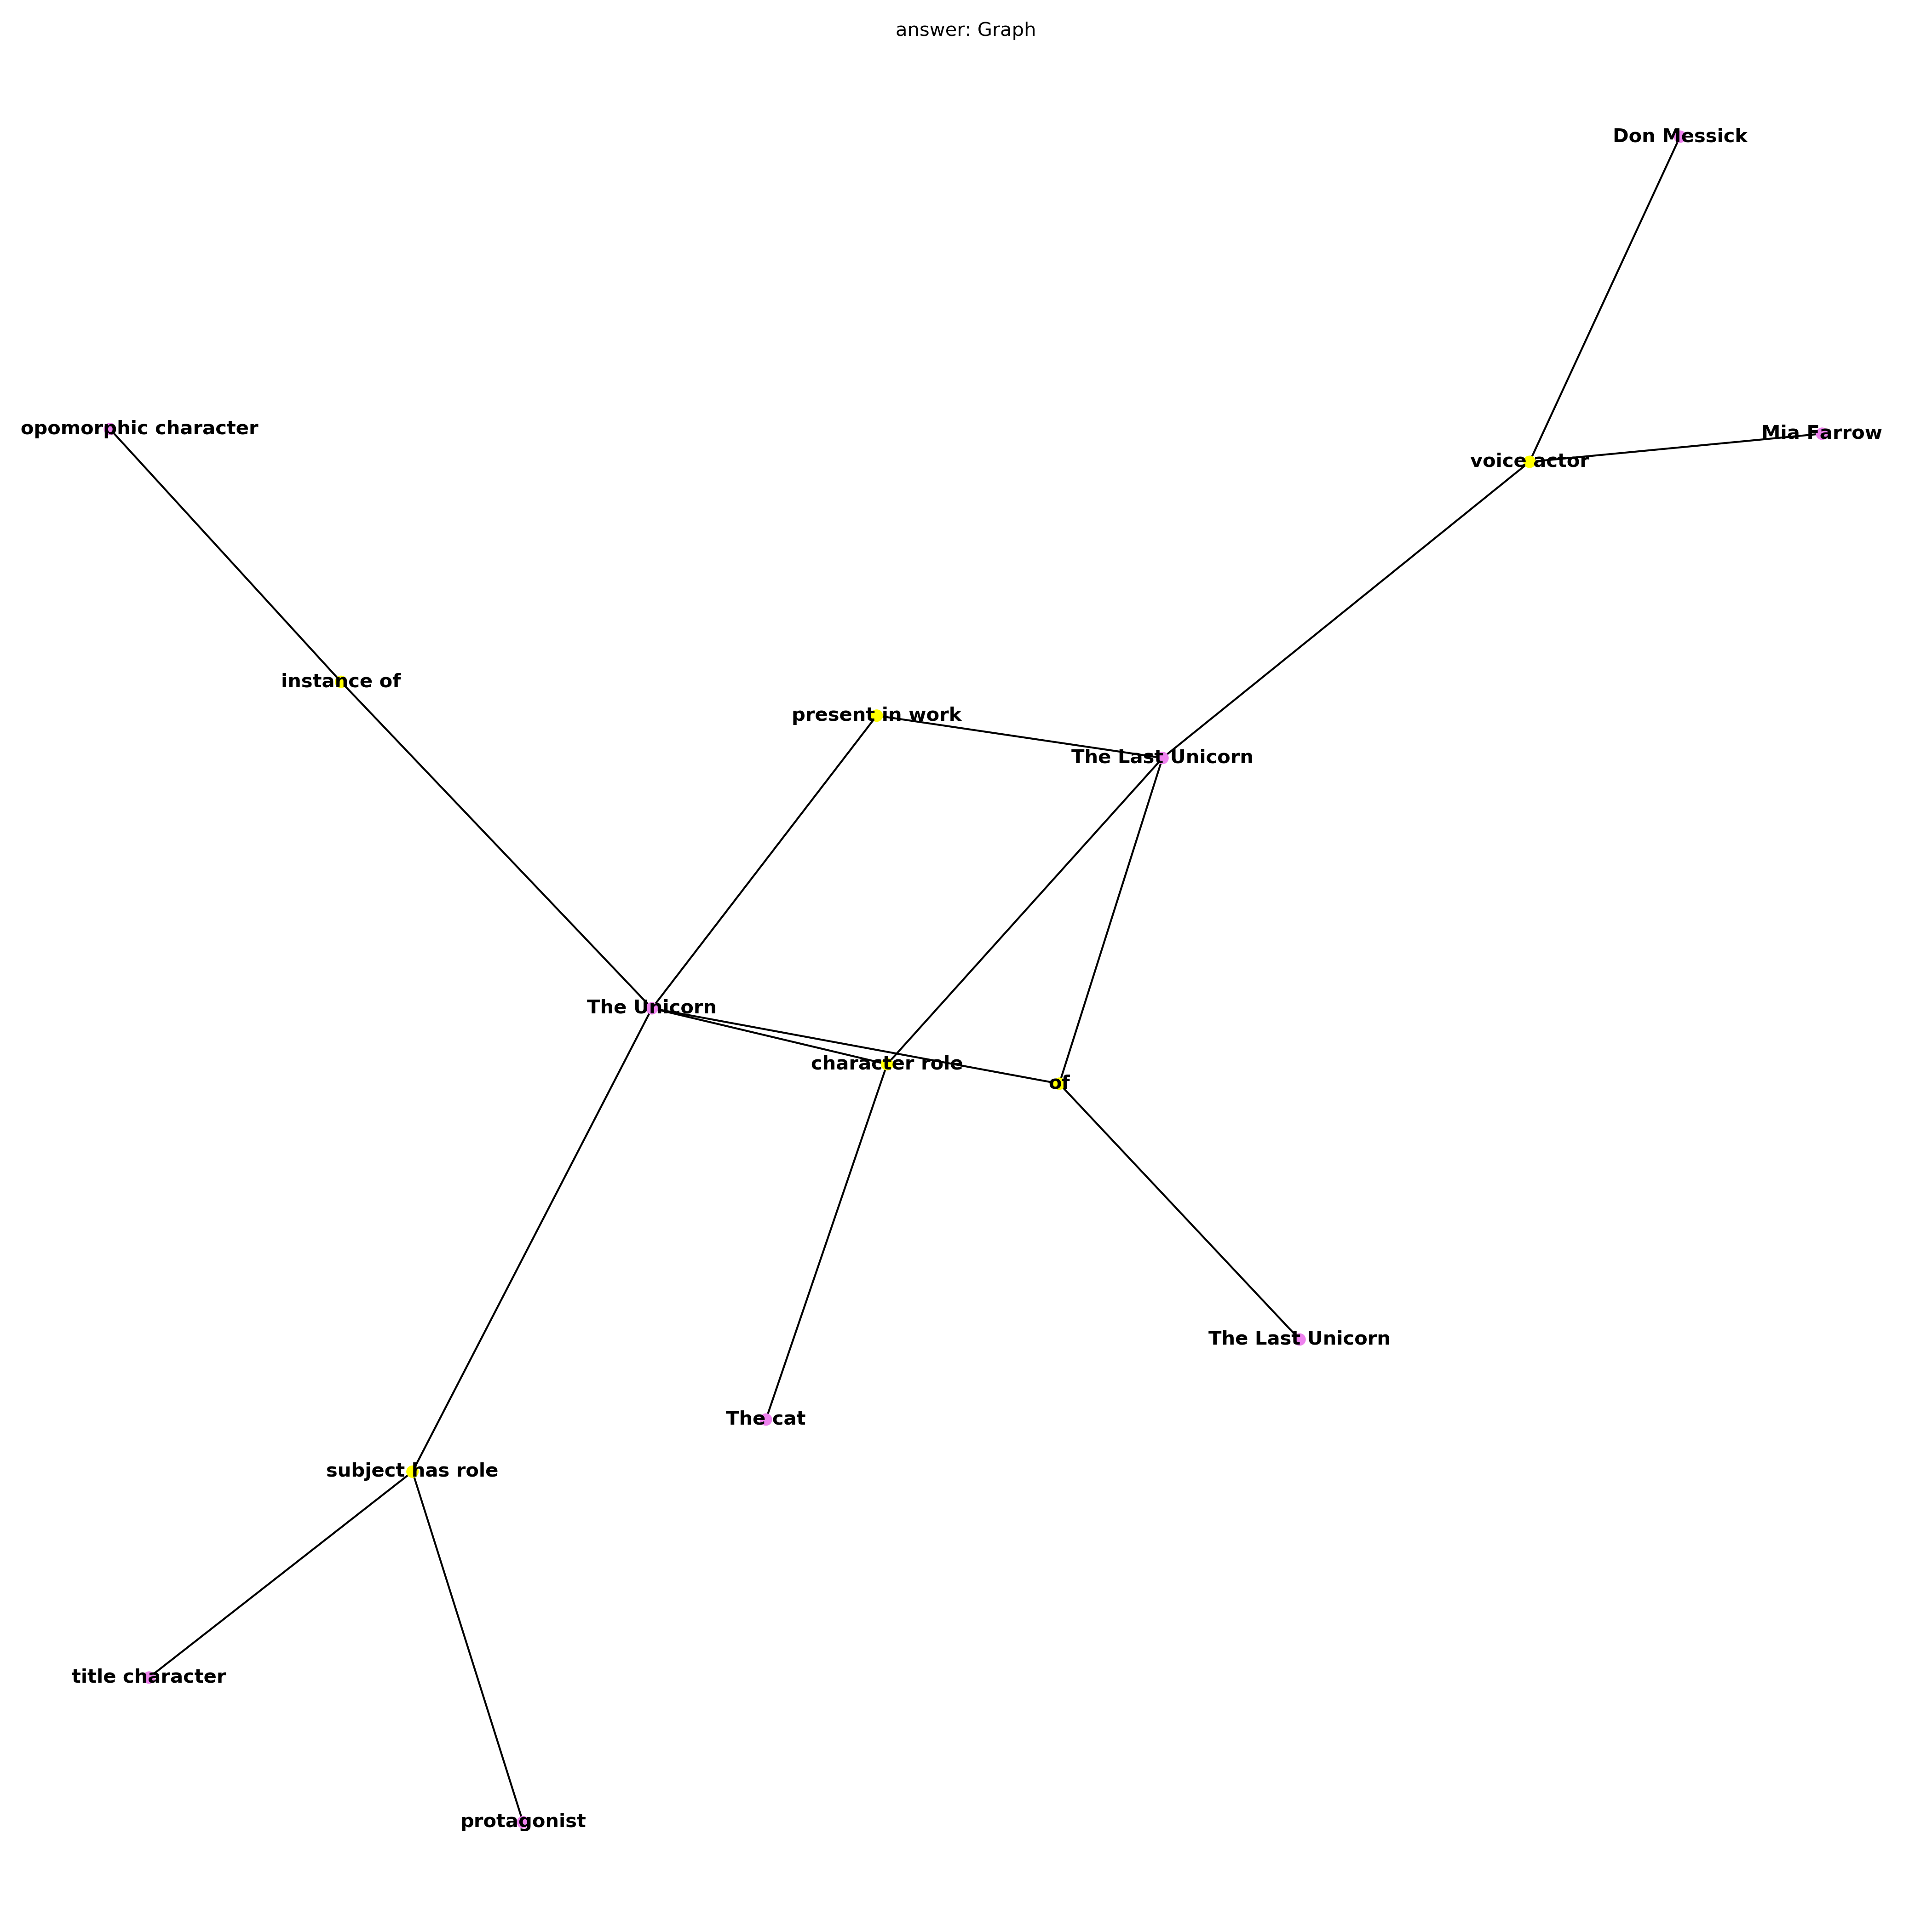 answer: Graph
Don Messick
opomorphic character
Mia Farrow
voice actor
instance of
present in work
The Last Unicorn
The Unicorn
character role
of
The Last Unicorn
The cat
subject has role
title character
protagonist